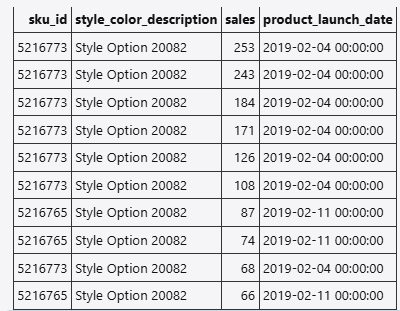 sku_id style_color_description sales product_launch_date
5216773 Style Option 20082 253 2019-02-04 00:00:00
5216773 Style Option 20082 243 2019-02-04 00:00:00
5216773 Style Option 20082 184 2019-02-04 00:00:00
5216773 Style Option 20082 171 2019-02-04 00:00:00
5216773 Style Option 20082 126 2019-02-04 00:00:00
5216773 Style Option 20082 108 2019-02-04 00:00:00
5216765 Style Option 20082 87 2019-02-11 00:00:00
5216765 Style Option 20082 74 2019-02-11 00:00:00
5216773 Style Option 20082 68 2019-02-04 00:00:00
5216765 Style Option 20082 66 2019-02-11 00:00:00